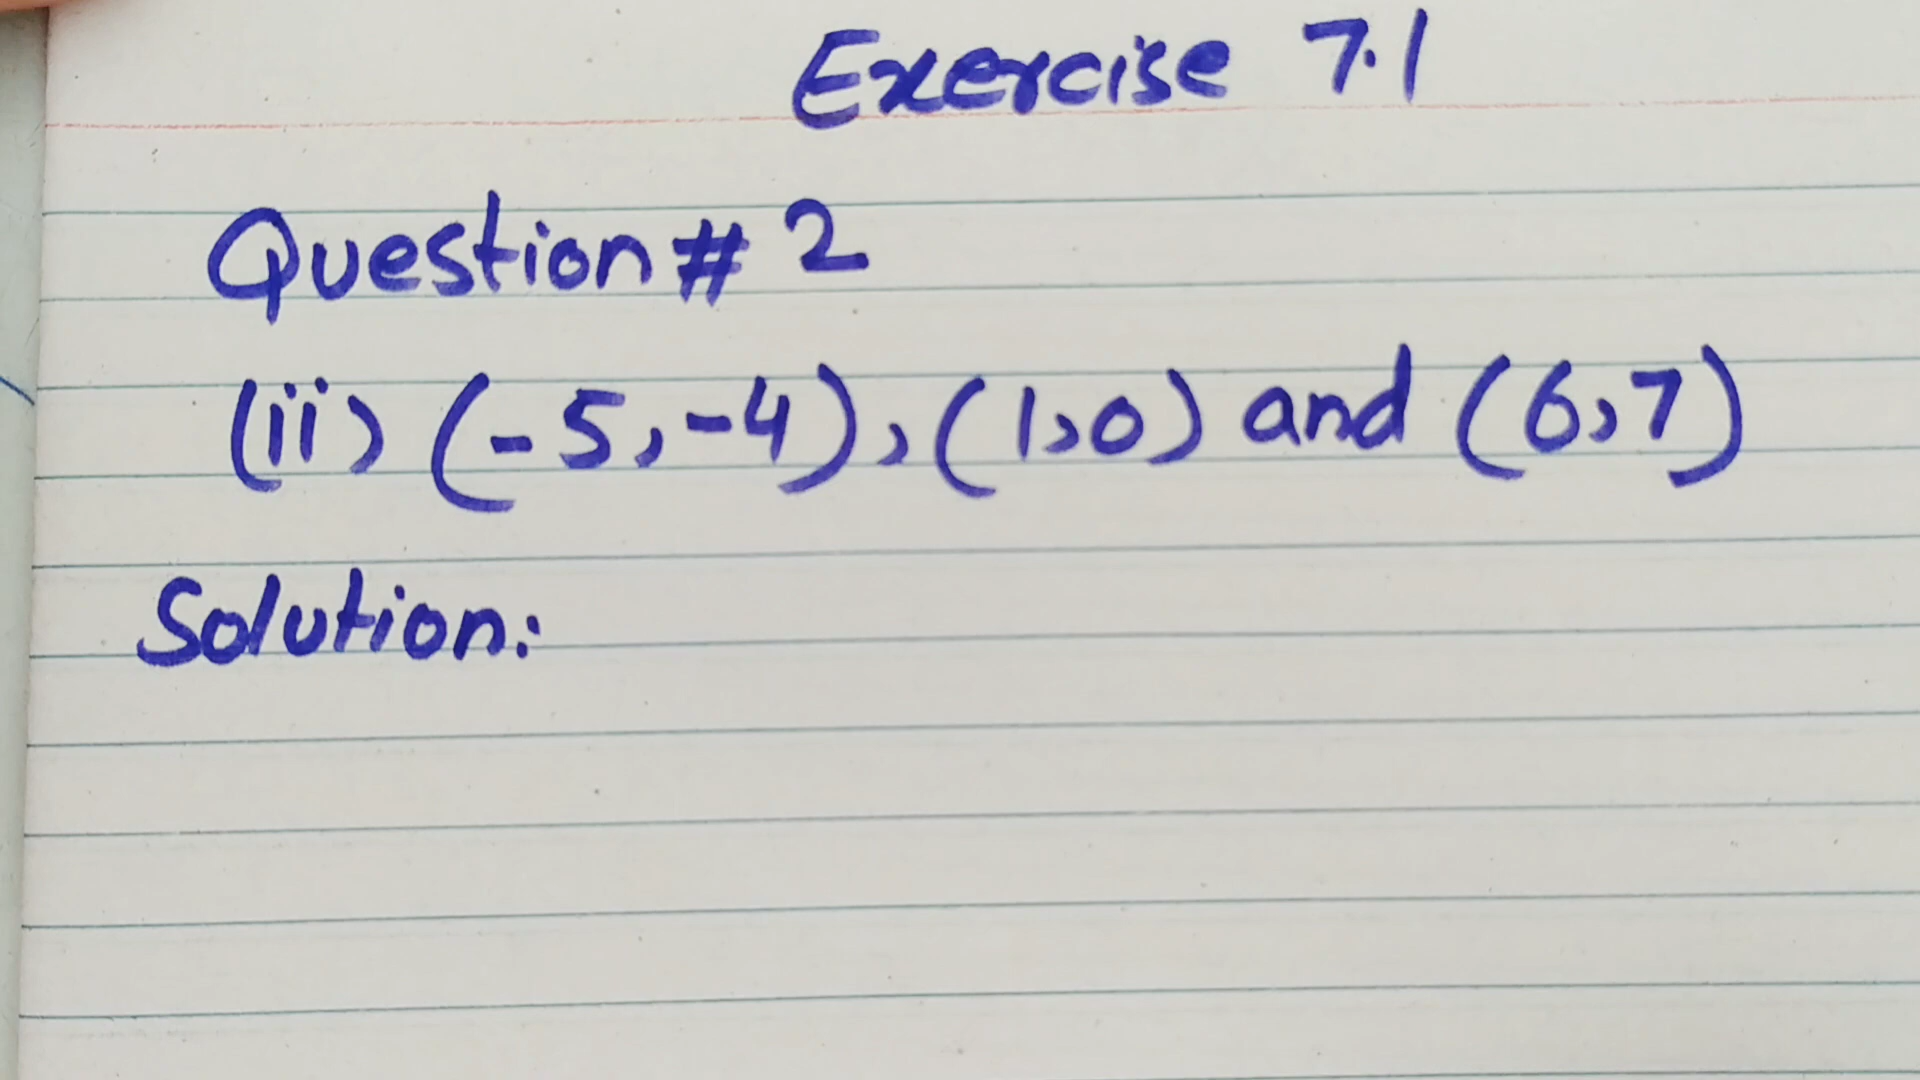 Exercise 7.1
Question # 2
(ii) (-5,-4), (1,0) and (6,7)
Solution: